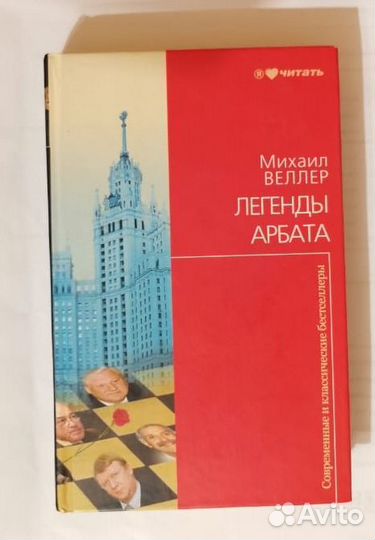 Я ❤ читать
Михаил
ВЕЛЛЕР
ЛЕГЕНДЫ
АРБАТА
Современные и классические бестселлеры
Avito